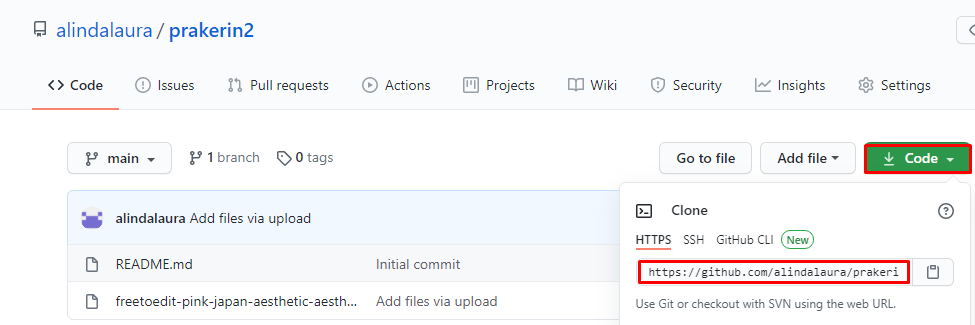 alindalaura / prakerin2
Code Issues Pull requests Actions Projects Wiki Security Insights Settings
main 1 branch 0 tags Go to file Add file Code
alindalaura Add files via upload
README.md Initial commit
freetoedit-pink-japan-aesthetic-aesth... Add files via upload
Clone
HTTPS SSH GitHub CLI New
https://github.com/alindalaura/prakeri
Use Git or checkout with SVN using the web URL.